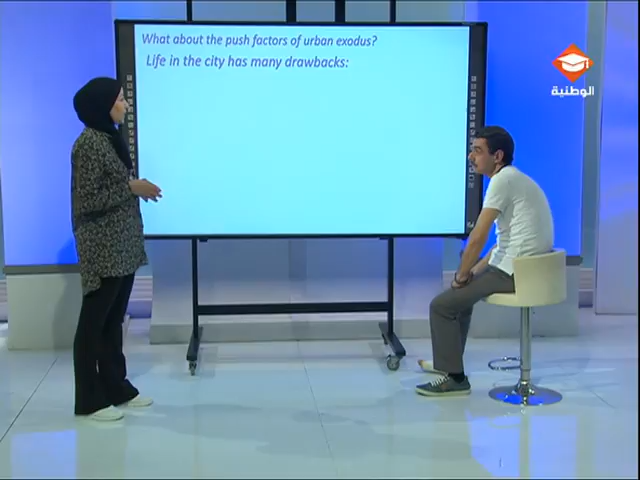 What about the push factors of urban exodus?
Life in the city has many drawbacks:
الوطنية